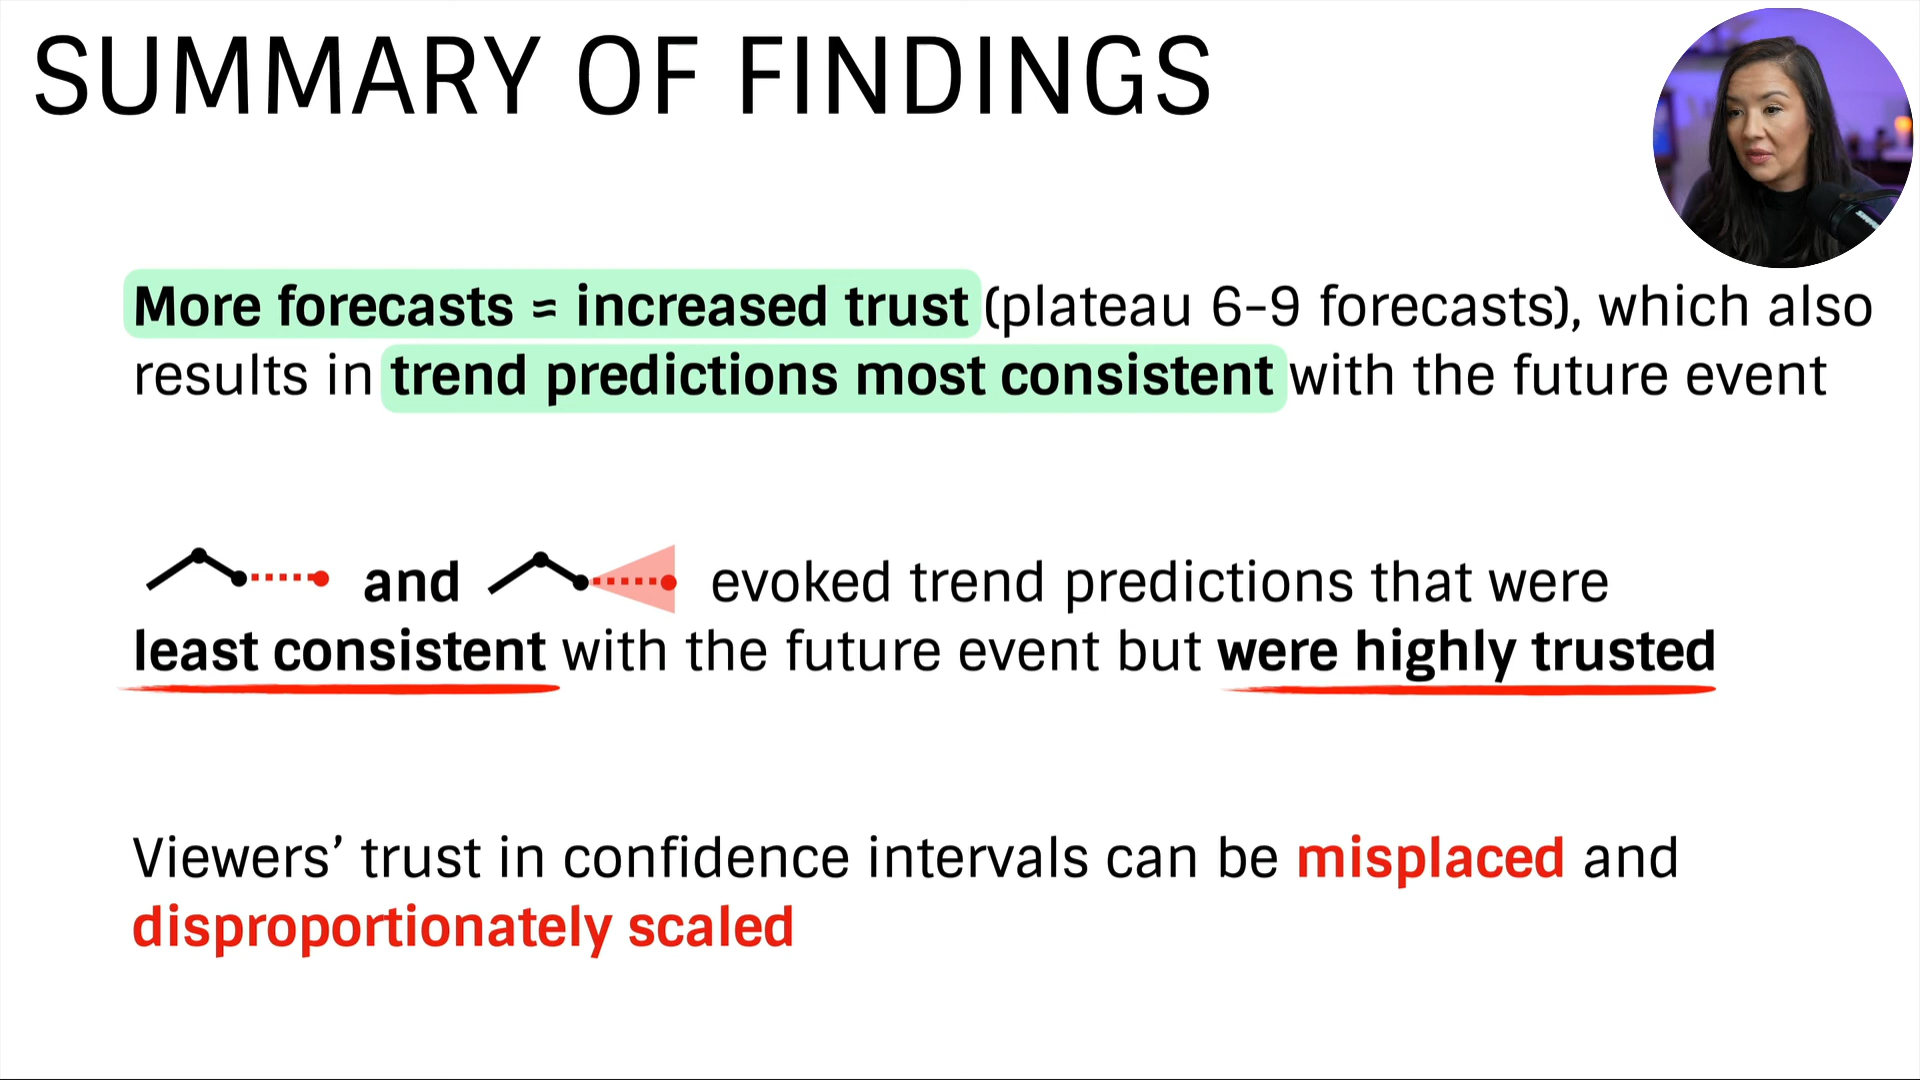 SUMMARY OF FINDINGS
More forecasts ≈ increased trust (plateau 6-9 forecasts), which also
results in trend predictions most consistent with the future event
and evoked trend predictions that were
least consistent with the future event but were highly trusted
Viewers’ trust in confidence intervals can be misplaced and
disproportionately scaled